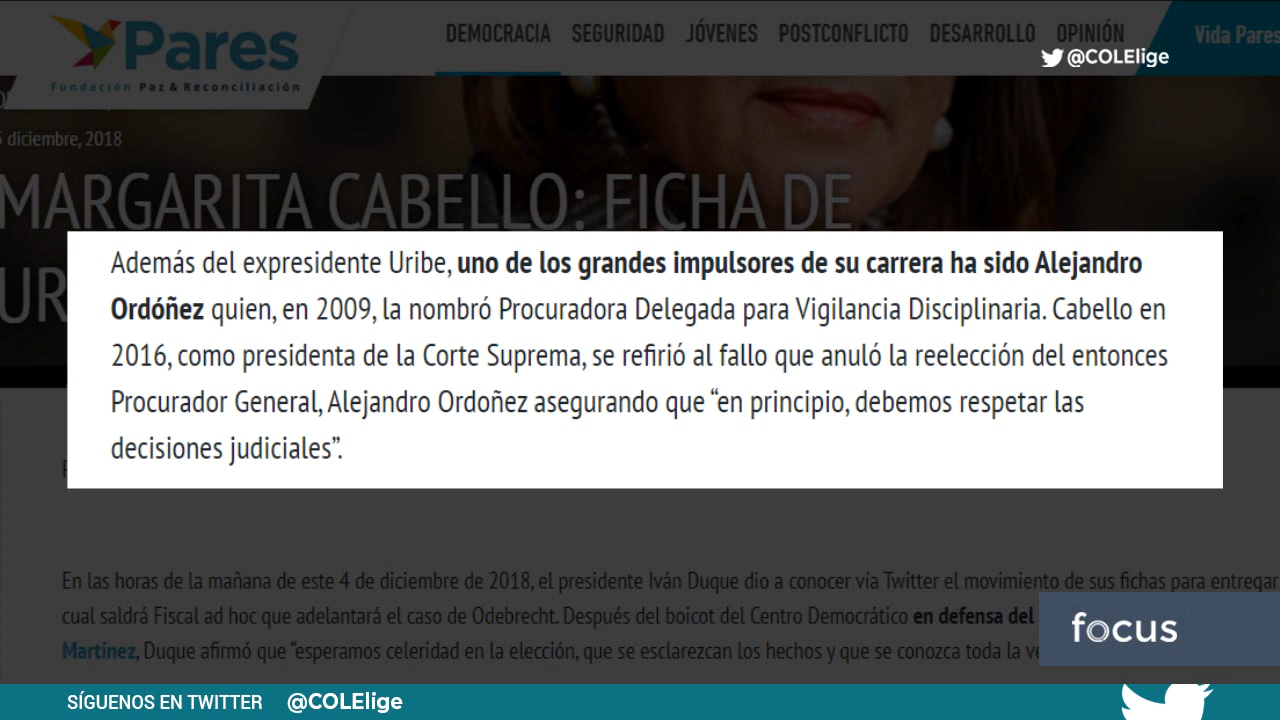 Pares
Fundación Paz & Reconciliación
DEMOCRACIA SEGURIDAD JÓVENES POSTCONFLICTO DESARROLLO OPINIÓN
Vida Pares
@COLElige
diciembre, 2018
MARGARITA CABELLO: FICHA DE
UR
Además del expresidente Uribe, uno de los grandes impulsores de su carrera ha sido Alejandro
Ordóñez quien, en 2009, la nombró Procuradora Delegada para Vigilancia Disciplinaria. Cabello en
2016, como presidenta de la Corte Suprema, se refirió al fallo que anuló la reelección del entonces
Procurador General, Alejandro Ordoñez asegurando que “en principio, debemos respetar las
decisiones judiciales”.
En las horas de la mañana de este 4 de diciembre de 2018, el presidente Iván Duque dio a conocer vía Twitter el movimiento de sus fichas para entregar
cual saldrá Fiscal ad hoc que adelantará el caso de Odebrecht. Después del boicot del Centro Democrático en defensa del
Martínez, Duque afirmó que “esperamos celeridad en la elección, que se esclarezcan los hechos y que se conozca toda la ve
focus
SÍGUENOS EN TWITTER @COLElige